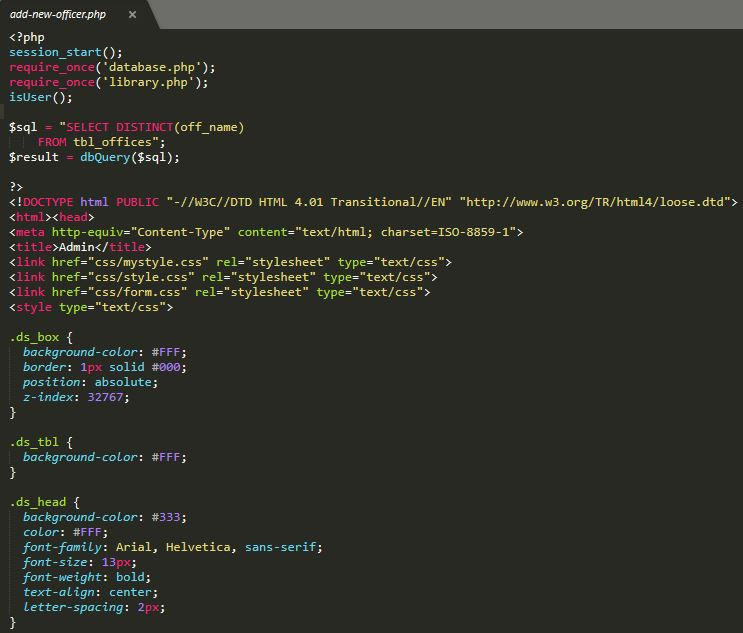 add-new-officer.php ×
<?php
session_start();
require_once('database.php');
require_once('library.php');
isUser();

$sql = "SELECT DISTINCT(off_name)
    FROM tbl_offices";
$result = dbQuery($sql);

?>
<!DOCTYPE html PUBLIC "-//W3C//DTD HTML 4.01 Transitional//EN" "http://www.w3.org/TR/html4/loose.dtd">
<html><head>
<meta http-equiv="Content-Type" content="text/html; charset=ISO-8859-1">
<title>Admin</title>
<link href="css/mystyle.css" rel="stylesheet" type="text/css">
<link href="css/style.css" rel="stylesheet" type="text/css">
<link href="css/form.css" rel="stylesheet" type="text/css">
<style type="text/css">

.ds_box {
  background-color: #FFF;
  border: 1px solid #000;
  position: absolute;
  z-index: 32767;
}

.ds_tbl {
  background-color: #FFF;
}

.ds_head {
  background-color: #333;
  color: #FFF;
  font-family: Arial, Helvetica, sans-serif;
  font-size: 13px;
  font-weight: bold;
  text-align: center;
  letter-spacing: 2px;
}